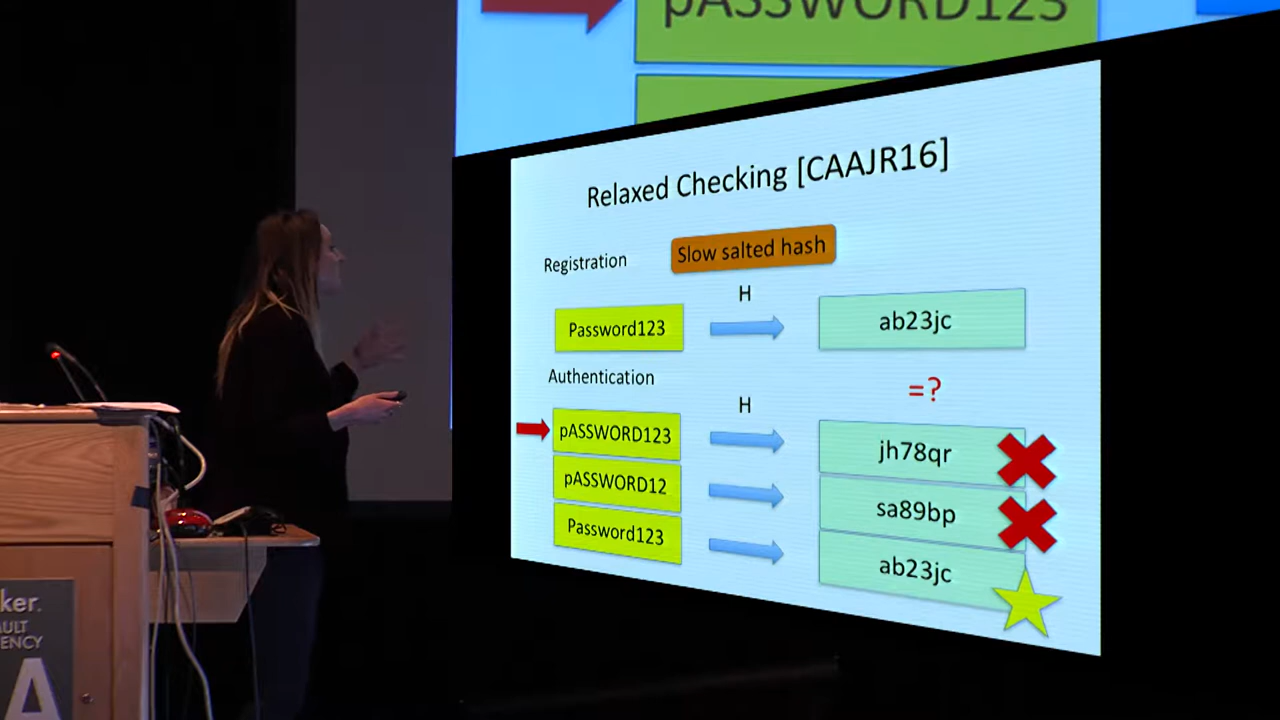 pASSWORD123
Relaxed Checking [CAAJR16]
Slow salted hash
Registration
H
Password123
ab23jc
Authentication
=?
H
pASSWORD123
jh78qr
pASSWORD12
sa89bp
Password123
ab23jc
ker.
AULT
ENCY
A